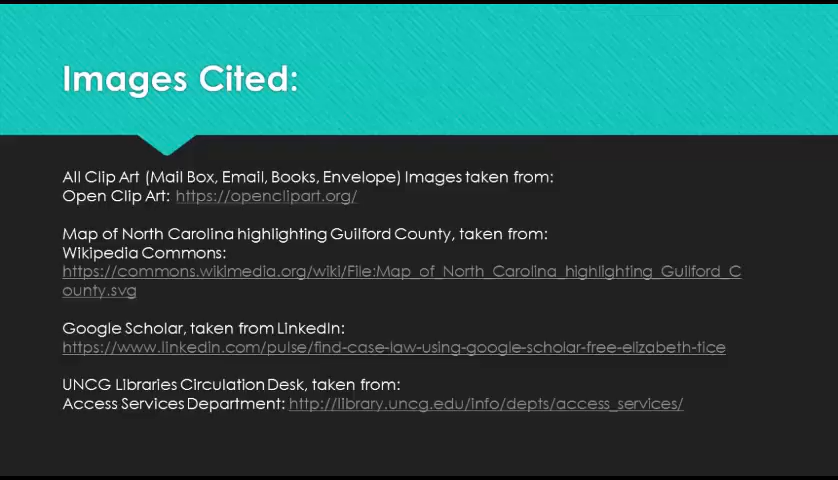 Images Cited:
All Clip Art (Mail Box, Email, Books, Envelope) Images taken from:
Open Clip Art: https://openclipart.org/
Map of North Carolina highlighting Guilford County, taken from:
Wikipedia Commons:
https://commons.wikimedia.org/wiki/File:Map_of_North_Carolina_highlighting_Guilford_C
ounty.svg
Google Scholar, taken from LinkedIn:
https://www.linkedin.com/pulse/find-case-law-using-google-scholar-free-elizabeth-tice
UNCG Libraries Circulation Desk, taken from:
Access Services Department: http://library.uncg.edu/info/depts/access_services/